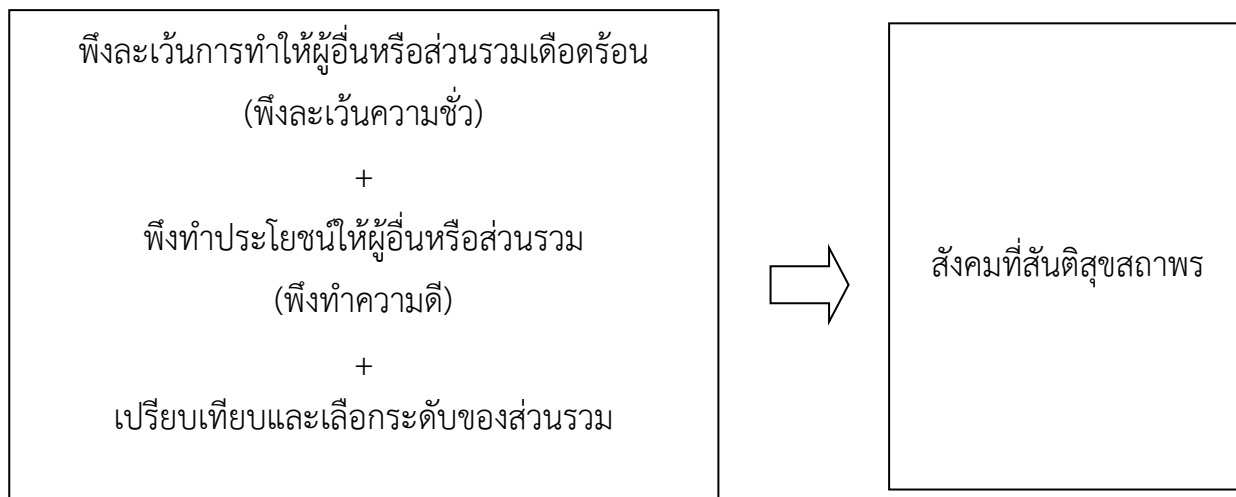 พึงละเว้นการทำให้ผู้อื่นหรือส่วนรวมเดือดร้อน
(พึงละเว้นความชั่ว)
+
พึงทำประโยชน์ให้ผู้อื่นหรือส่วนรวม
(พึงทำความดี)
+
เปรียบเทียบและเลือกระดับของส่วนรวม
สังคมที่สันติสุขสถาพร